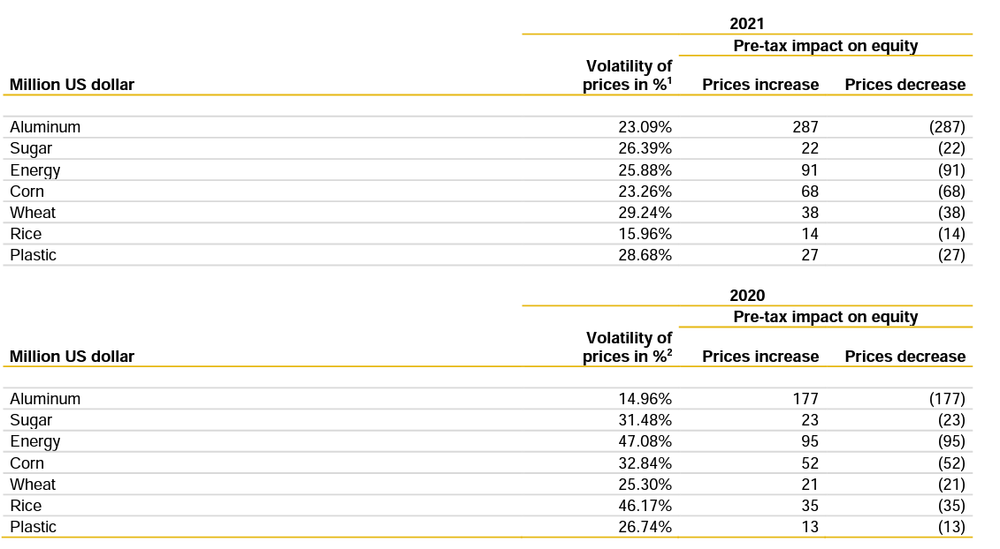 2021
Pre-tax impact on equity
Volatility of
Million US dollar prices in %¹ Prices increase Prices decrease
Aluminum 23.09% 287 (287)
Sugar 26.39% 22 (22)
Energy 25.88% 91 (91)
Corn 23.26% 68 (68)
Wheat 29.24% 38 (38)
Rice 15.96% 14 (14)
Plastic 28.68% 27 (27)
2020
Pre-tax impact on equity
Volatility of
Million US dollar prices in %² Prices increase Prices decrease
Aluminum 14.96% 177 (177)
Sugar 31.48% 23 (23)
Energy 47.08% 95 (95)
Corn 32.84% 52 (52)
Wheat 25.30% 21 (21)
Rice 46.17% 35 (35)
Plastic 26.74% 13 (13)